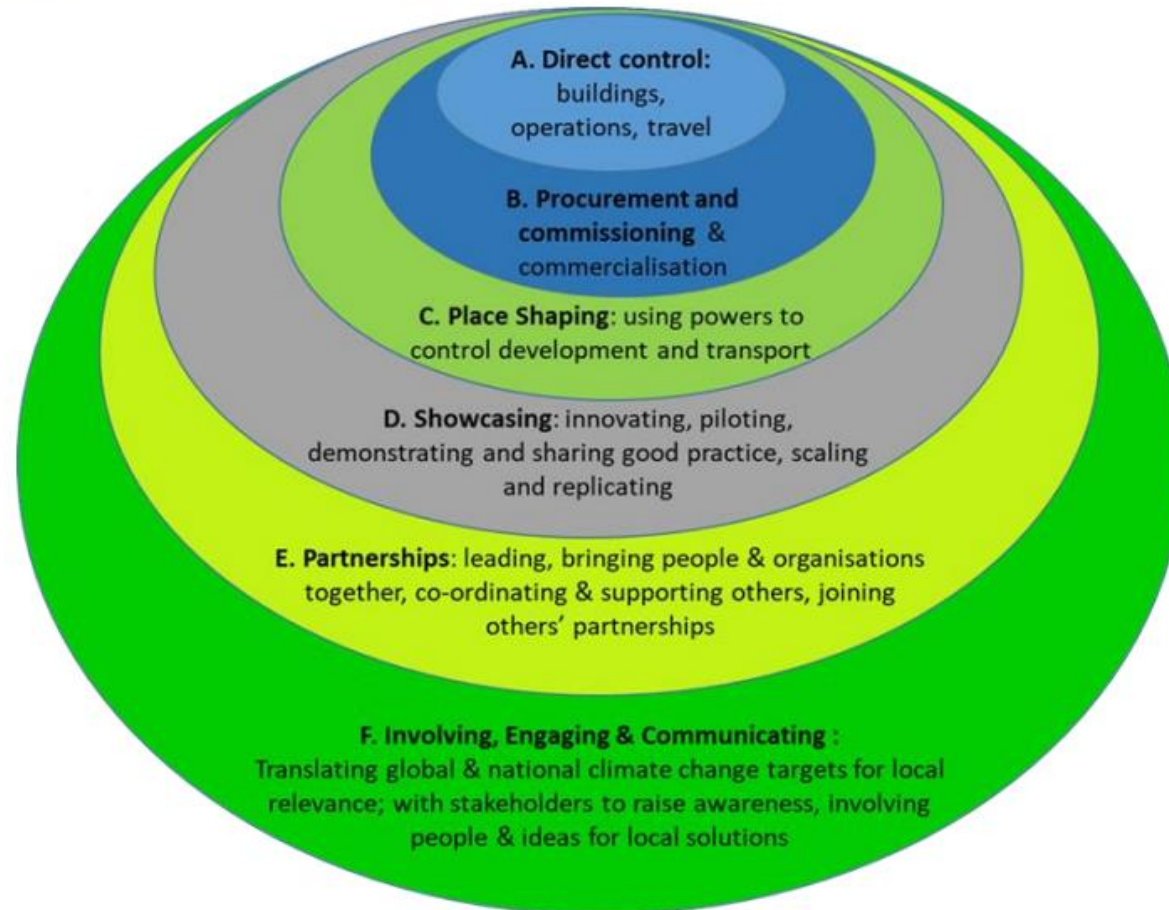 A. Direct control:
buildings,
operations, travel
B. Procurement and
commissioning &
commercialisation
C. Place Shaping: using powers to
control development and transport
D. Showcasing: innovating, piloting,
demonstrating and sharing good practice, scaling
and replicating
E. Partnerships: leading, bringing people & organisations
together, co-ordinating & supporting others, joining
others’ partnerships
F. Involving, Engaging & Communicating :
Translating global & national climate change targets for local
relevance; with stakeholders to raise awareness, involving
people & ideas for local solutions